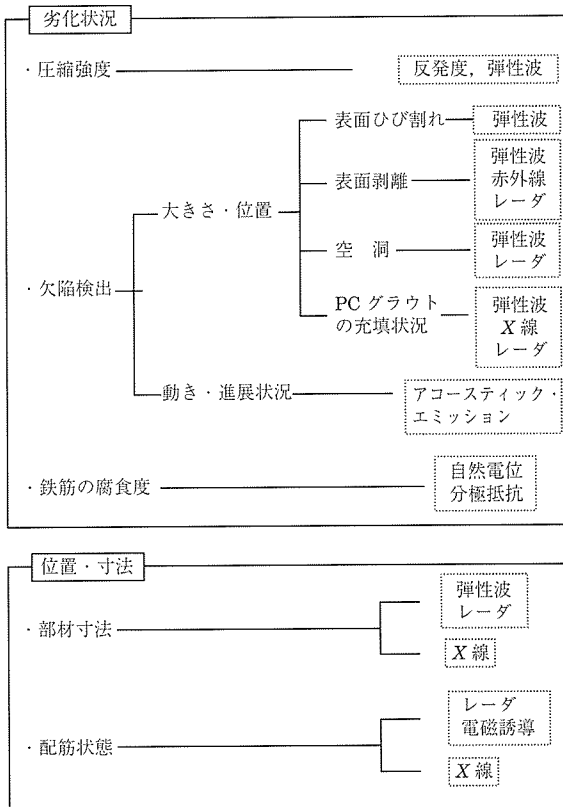 劣化状況
・圧縮強度
反発度，弾性波
・欠陥検出
大きさ・位置
表面ひび割れ
弾性波
表面剥離
弾性波
赤外線
レーダ
空　洞
弾性波
レーダ
PC グラウト
の充填状況
弾性波
X 線
レーダ
動き・進展状況
アコースティック・
エミッション
・鉄筋の腐食度
自然電位
分極抵抗
位置・寸法
・部材寸法
弾性波
レーダ
X 線
・配筋状態
レーダ
電磁誘導
X 線